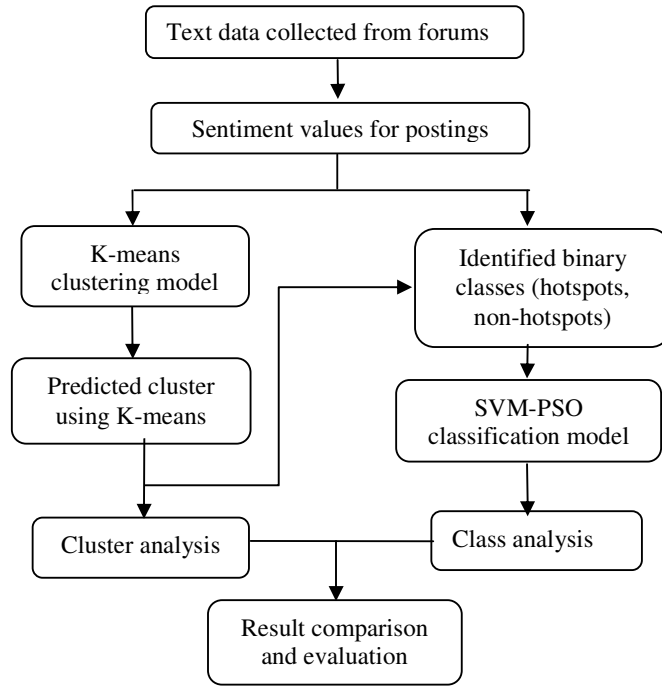 Text data collected from forums
Sentiment values for postings
K-means
clustering model
Identified binary
classes (hotspots,
non-hotspots)
Predicted cluster
using K-means
SVM-PSO
classification model
Cluster analysis
Class analysis
Result comparison
and evaluation